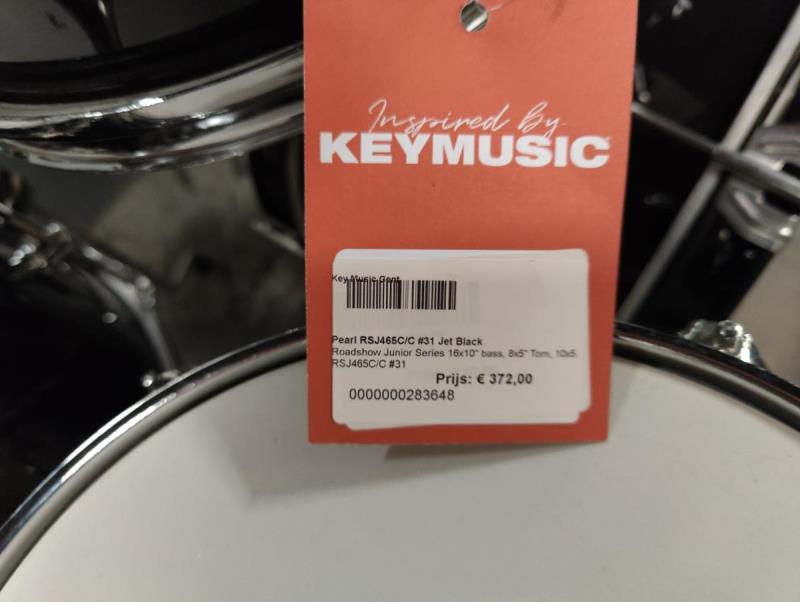 Inspired By
KEYMUSIC
Key Music Gent
Pearl RSJ465C/C #31 Jet Black
Roadshow Junior Series 16x10" bass, 8x5" Tom, 10x5.
RSJ465C/C #31
Prijs: € 372,00
0000000283648